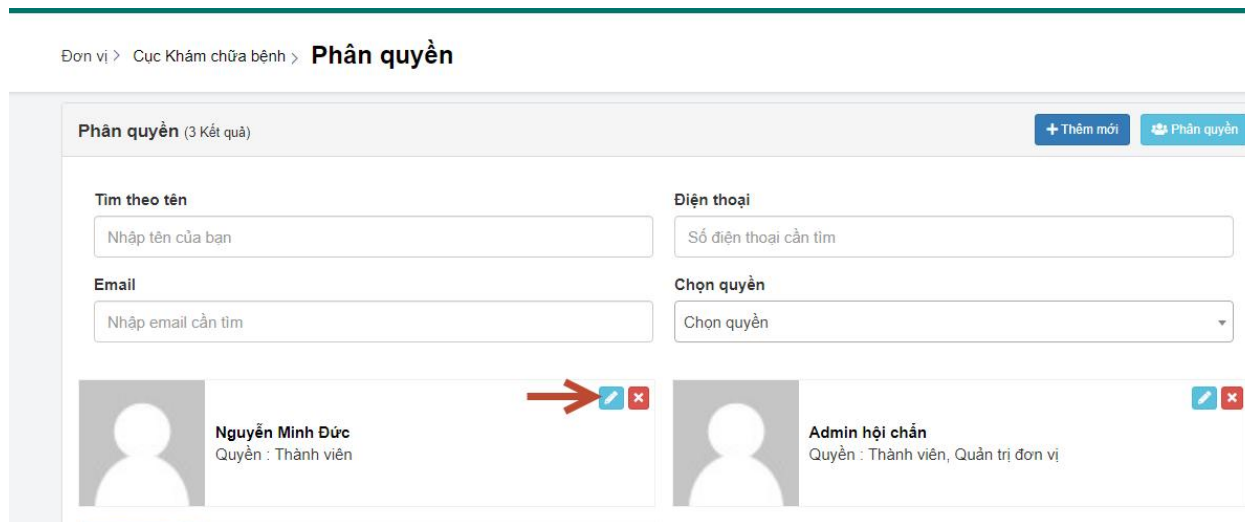 Đơn vị > Cục Khám chữa bệnh > Phân quyền
Phân quyền (3 Kết quả)
+ Thêm mới
Phân quyền
Tìm theo tên
Điện thoại
Nhập tên của bạn
Số điện thoại cần tìm
Email
Chọn quyền
Nhập email cần tìm
Chọn quyền
Nguyễn Minh Đức
Quyền : Thành viên
Admin hội chẩn
Quyền : Thành viên, Quản trị đơn vị